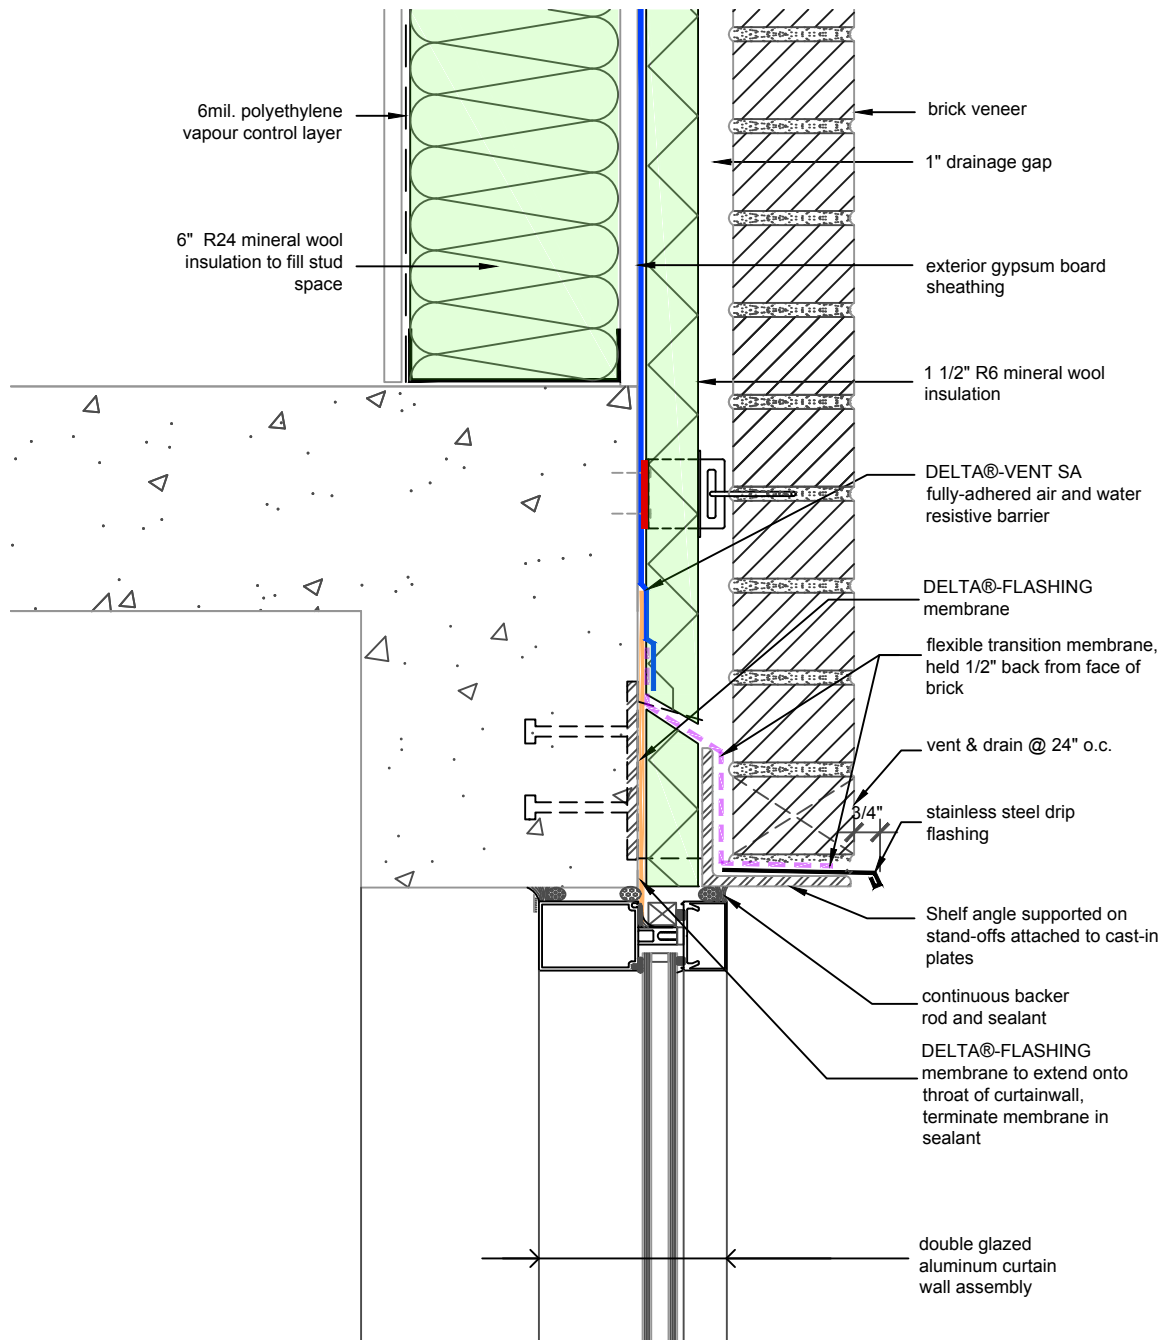 6mil. polyethylene
vapour control layer
6"  R24 mineral wool
insulation to fill stud
space
brick veneer
1" drainage gap
exterior gypsum board
sheathing
1 1/2" R6 mineral wool
insulation
DELTA®-VENT SA
fully-adhered air and water
resistive barrier
DELTA®-FLASHING
membrane
flexible transition membrane,
held 1/2" back from face of
brick
vent & drain @ 24" o.c.
3/4"
stainless steel drip
flashing
Shelf angle supported on
stand-offs attached to cast-in
plates
continuous backer
rod and sealant
DELTA®-FLASHING
membrane to extend onto
throat of curtainwall,
terminate membrane in
sealant
double glazed
aluminum curtain
wall assembly